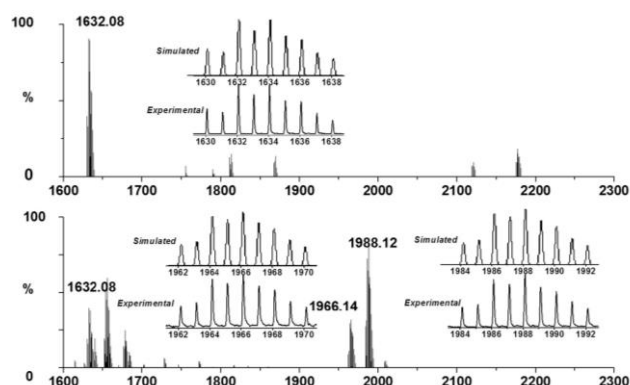 100
1632.08
Simulated
1630 1632 1634 1636 1638
%
Experimental
1630 1632 1634 1636 1638
0
1600 1700 1800 1900 2000 2100 2200 2300
100
Simulated
1962 1964 1966 1968 1970
1988.12
Simulated
1984 1986 1988 1990 1992
%
1632.08
Experimental
1966.14
Experimental
1962 1964 1966 1968 1970
1984 1986 1988 1990 1992
0
1600 1700 1800 1900 2000 2100 2200 2300